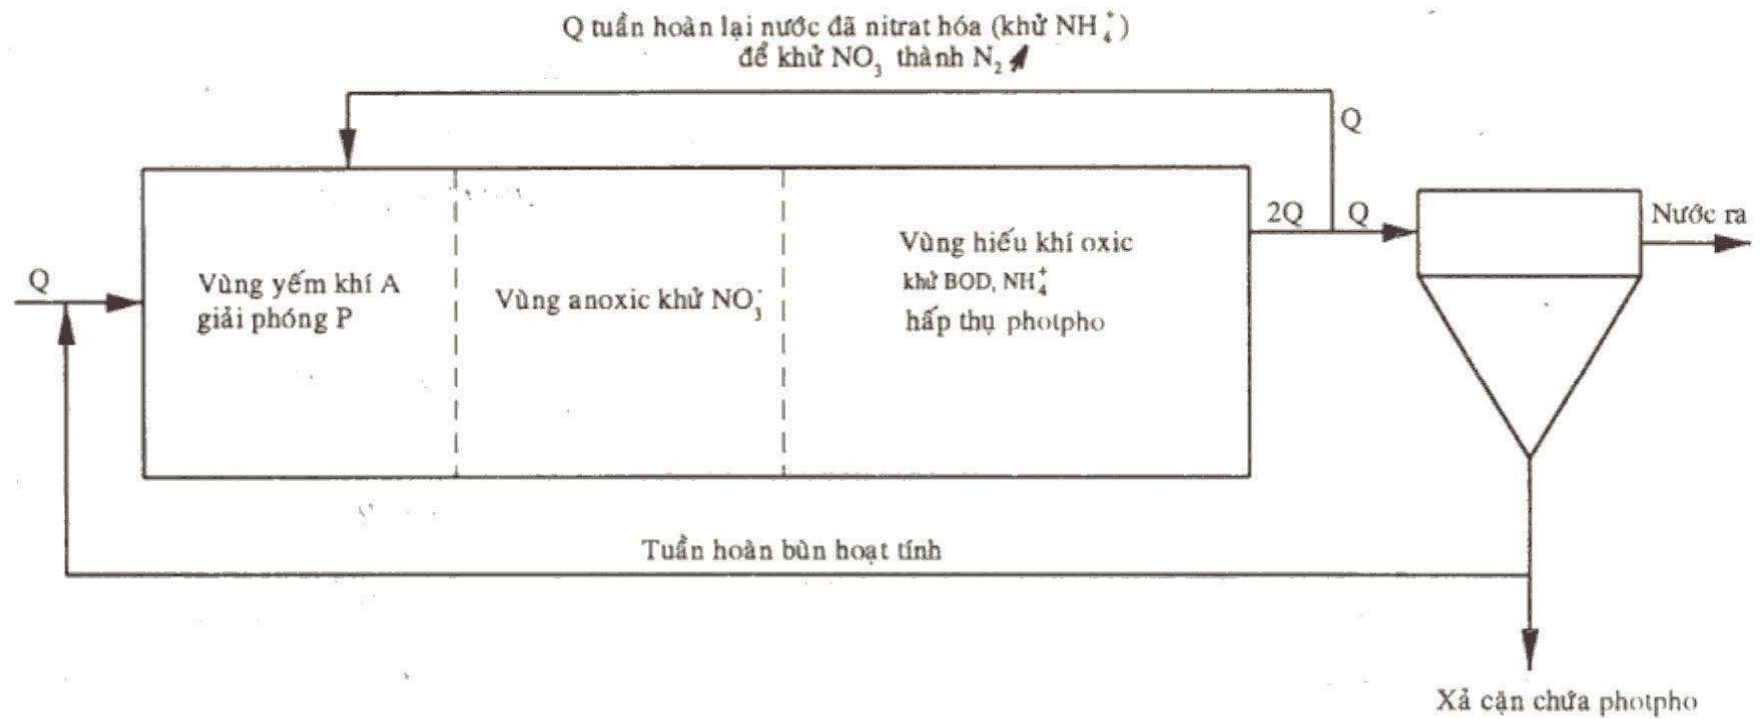 Q tuần hoàn lại nước đã nitrat hóa (khử NH₄⁺)
để khử NO₃ thành N₂
Q
2Q
Q
Nước ra
Q
Vùng yếm khí A
giải phóng P
Vùng anoxic khử NO₃⁻
Vùng hiếu khí oxic
khử BOD, NH₄⁺
hấp thụ photpho
Tuần hoàn bùn hoạt tính
Xả cặn chứa photpho